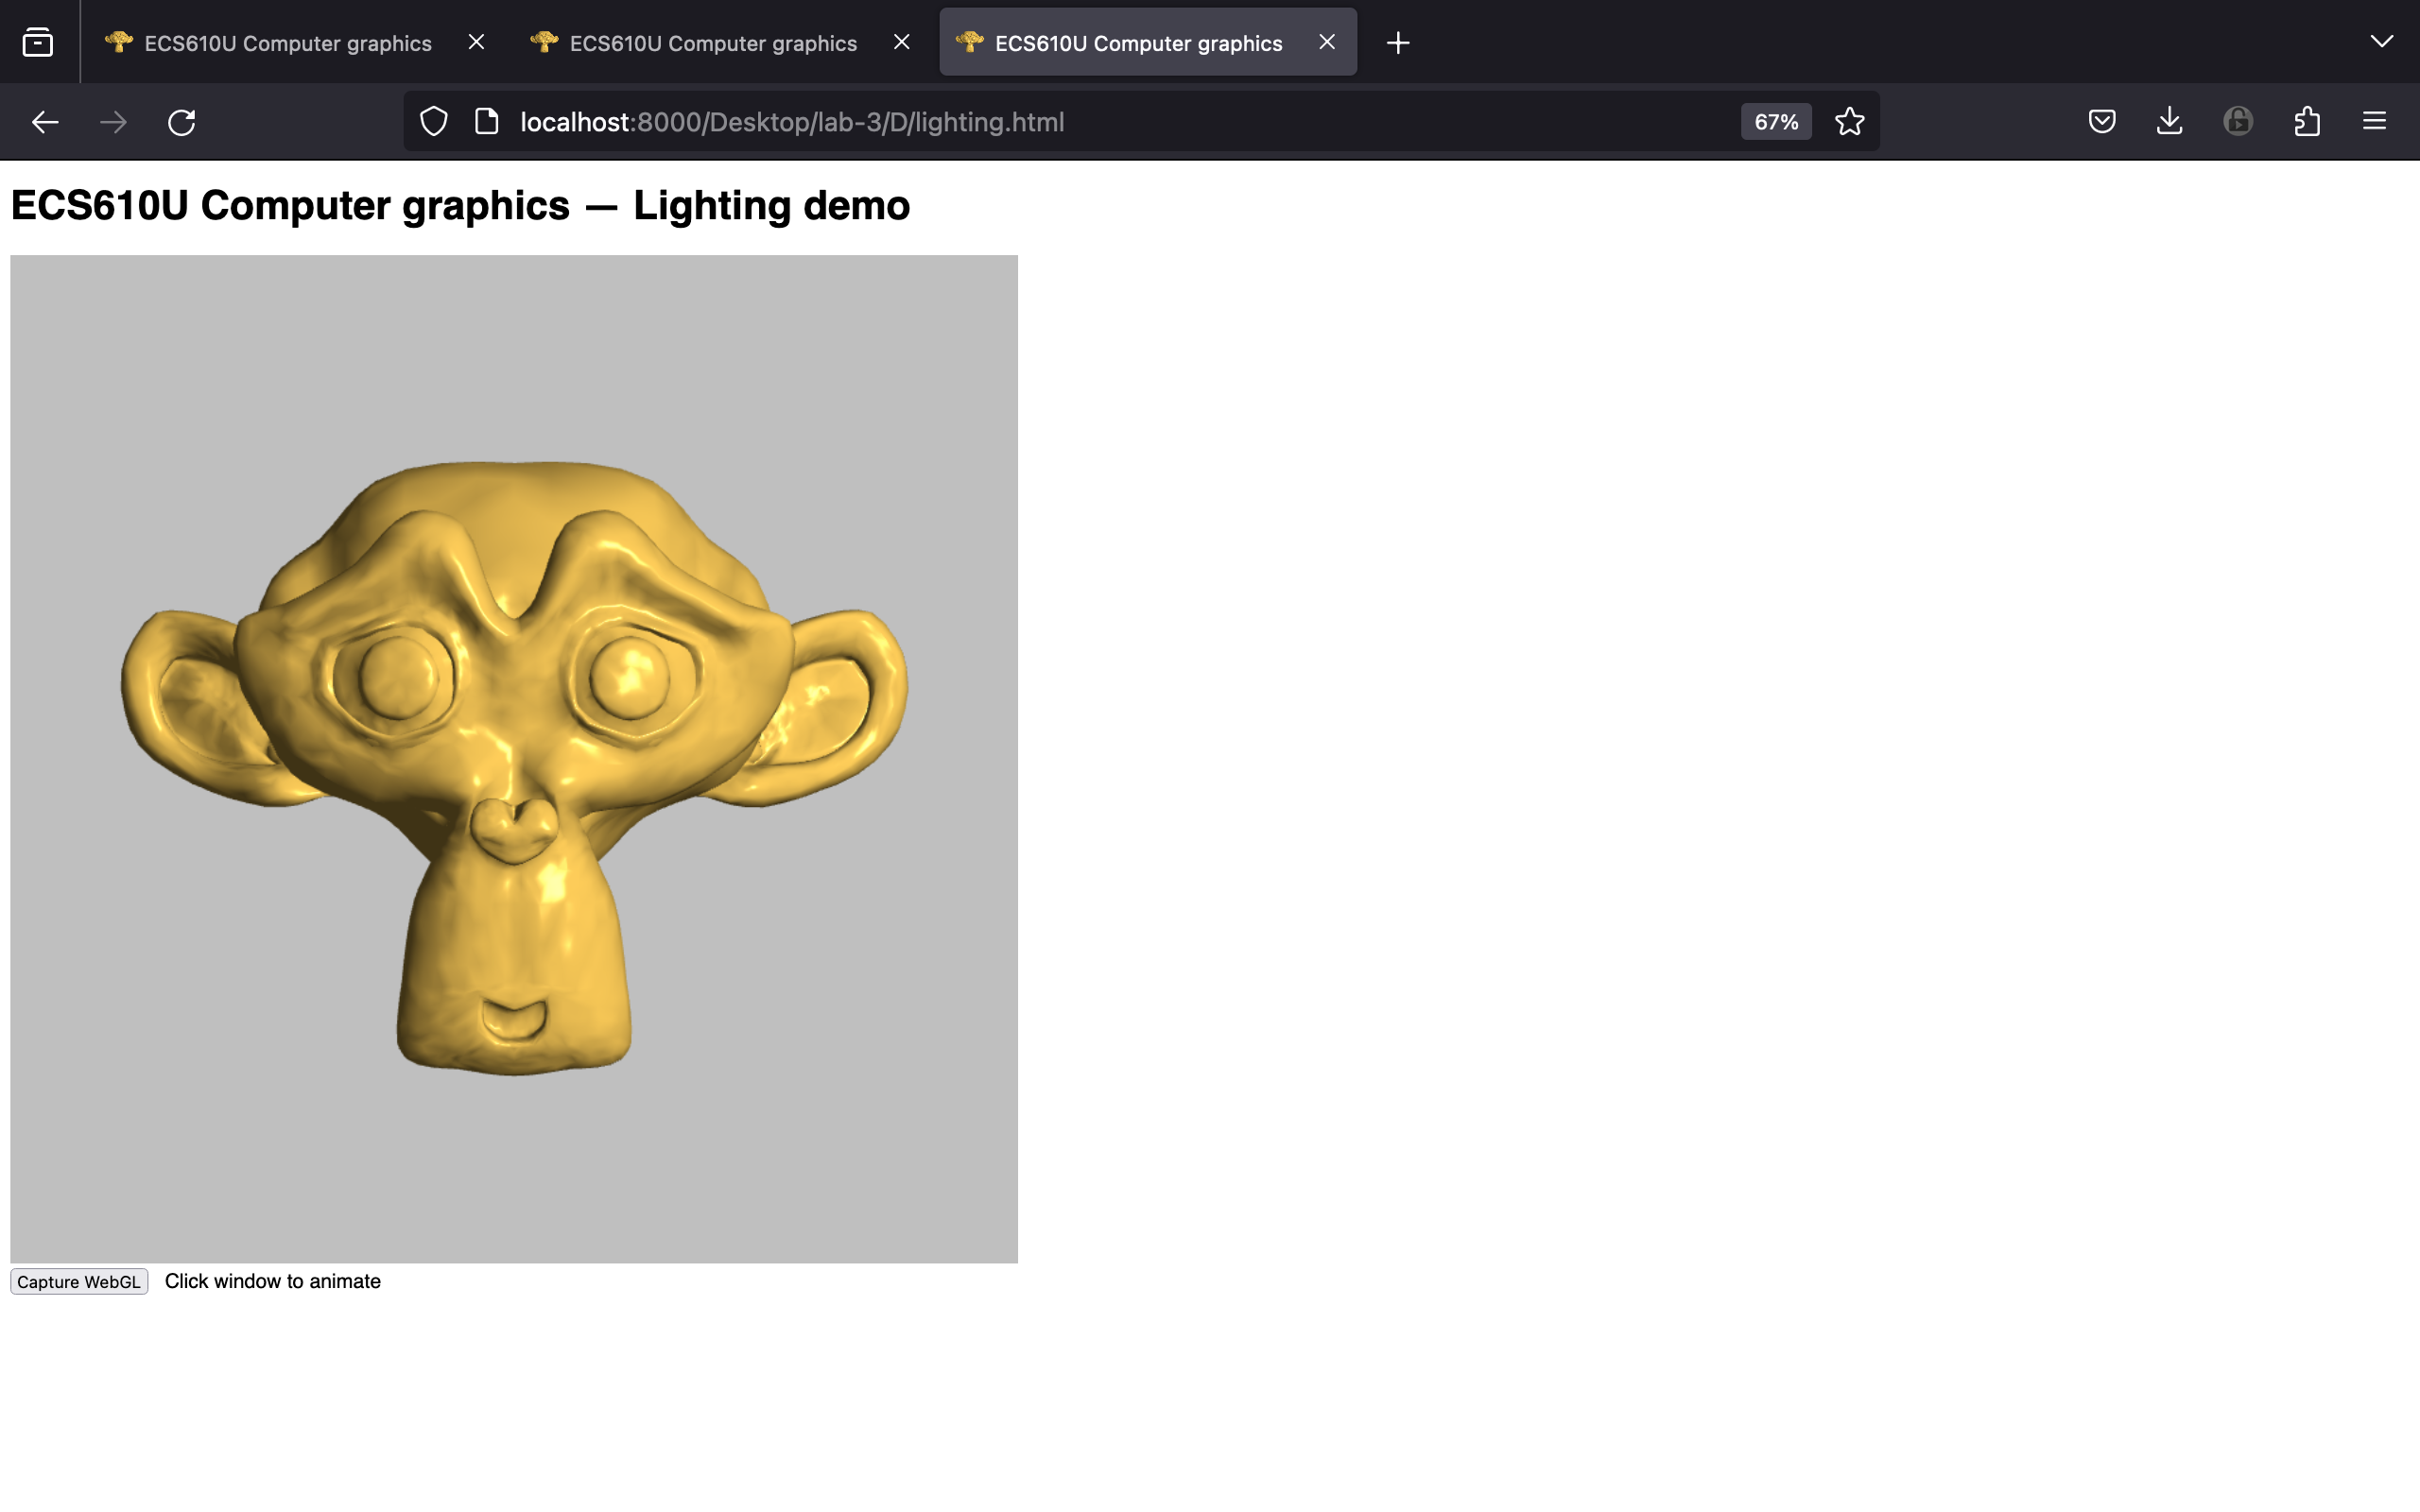 ECS610U Computer graphics
ECS610U Computer graphics
ECS610U Computer graphics
localhost:8000/Desktop/lab-3/D/lighting.html
67%
ECS610U Computer graphics — Lighting demo
Capture WebGL
Click window to animate